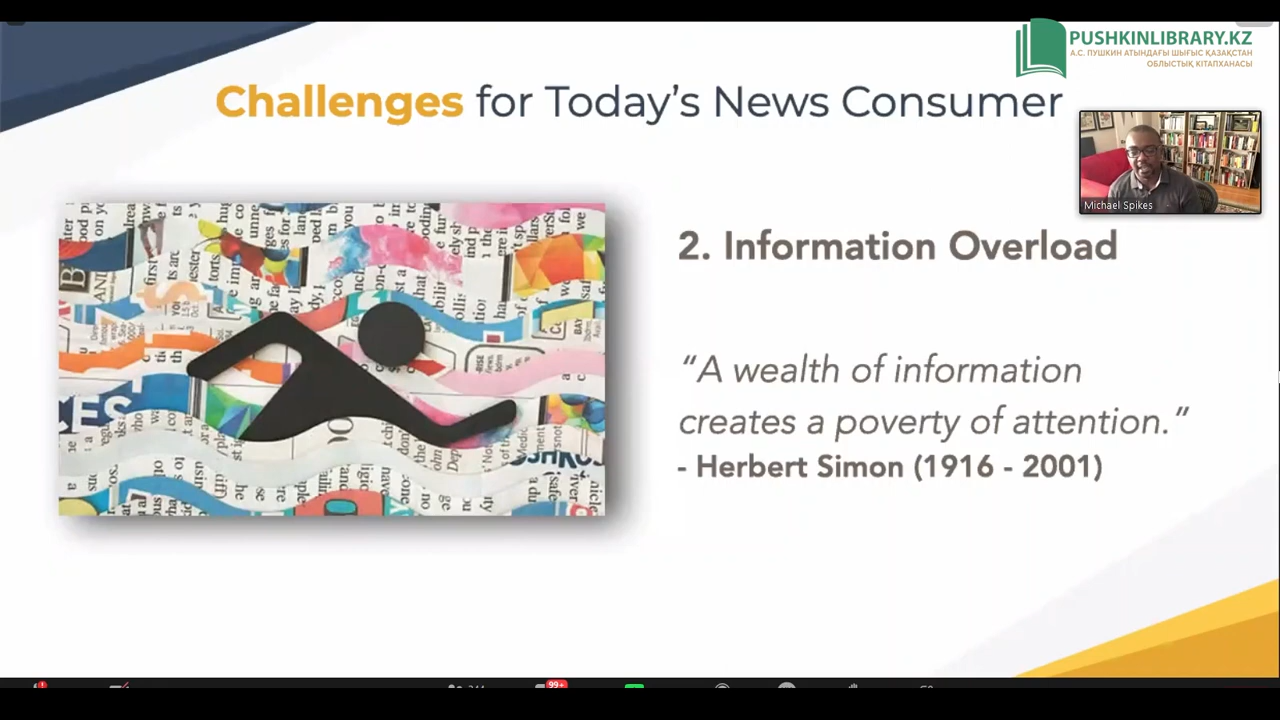 PUSHKINLIBRARY.KZ
А.С. ПУШКИН АТЫНДАҒЫ ШЫҒЫС ҚАЗАҚСТАН
ОБЛЫСТЫҚ КІТАПХАНАСЫ
Challenges for Today's News Consumer
Michael Spikes
2. Information Overload
“A wealth of information
creates a poverty of attention.”
- Herbert Simon (1916 - 2001)
99+